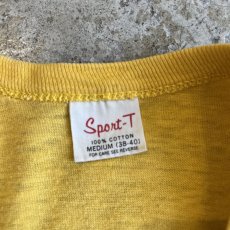 Sport-T
100% COTTON
MEDIUM (38-40)
FOR CARE SEE REVERSE